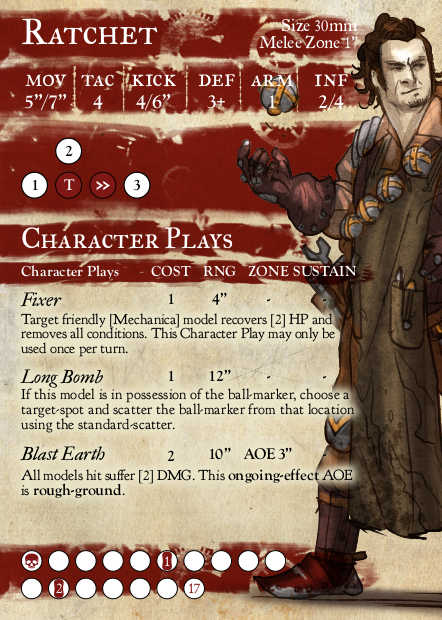 Ratchet
Size 30mm
Melee Zone 1"
MOV TAC KICK DEF ARM INF
5”/7” 4 4/6” 3+ 1 2/4
2
1 T >> 3
Character Plays
Character Plays - COST RNG ZONE SUSTAIN
Fixer 1 4” - -
Target friendly [Mechanica] model recovers [2] HP and
removes all conditions. This Character Play may only be
used once per turn.
Long Bomb 1 12” - -
If this model is in possession of the ball-marker, choose a
target-spot and scatter the ball-marker from that location
using the standard-scatter.
Blast Earth 2 10” AOE 3”
All models hit suffer [2] DMG. This ongoing-effect AOE
is rough-ground.
1
2 17